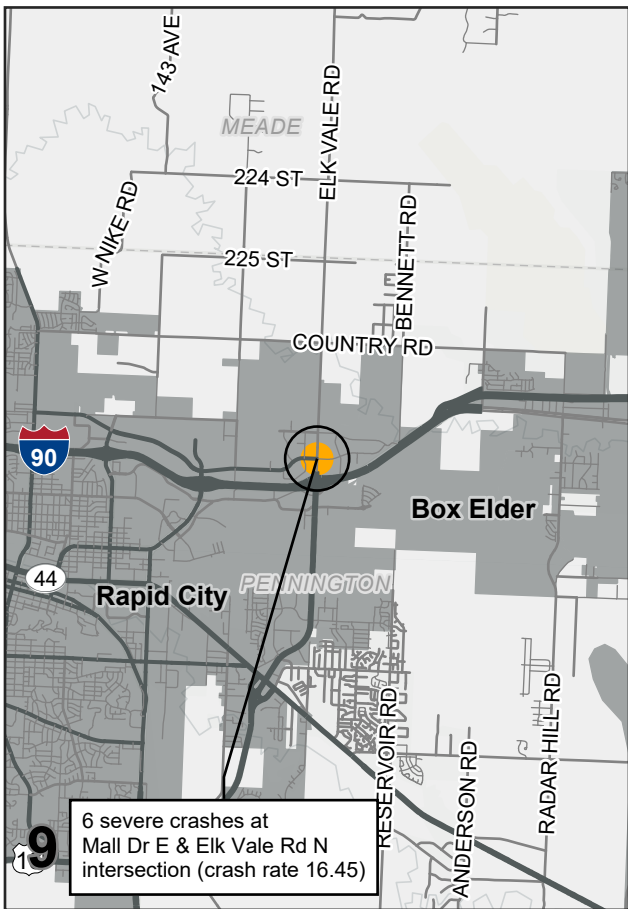 143 AVE
ELK VALE RD
MEADE
224 ST
W NIKE RD
BENNETT RD
225 ST
COUNTRY RD
90
Box Elder
44
PENNINGTON
Rapid City
RESERVOIR RD
ANDERSON RD
RADAR HILL RD
9
6 severe crashes at
Mall Dr E & Elk Vale Rd N
intersection (crash rate 16.45)